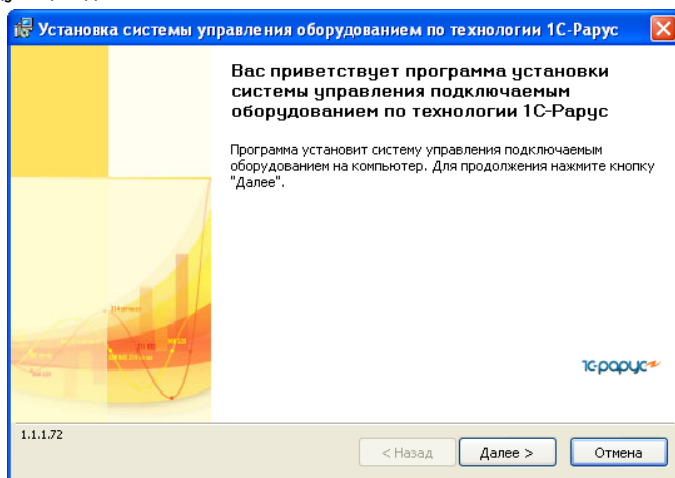 Установка системы управления оборудованием по технологии 1С-Рарус
Вас приветствует программа установки
системы управления подключаемым
оборудованием по технологии 1С-Рарус
Программа установит систему управления подключаемым
оборудованием на компьютер. Для продолжения нажмите кнопку
"Далее".
1С-рарус
1.1.1.72
< Назад
Далее >
Отмена